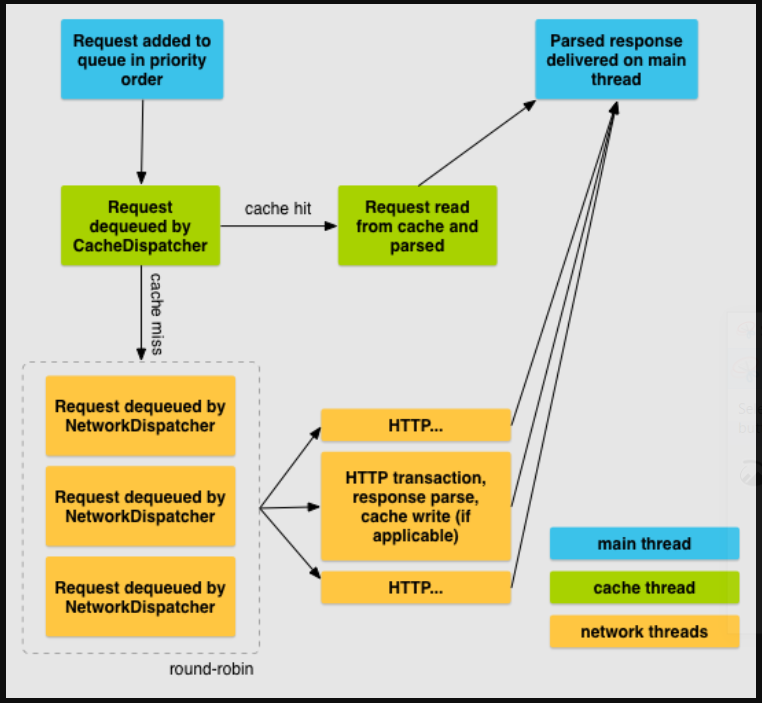 Request added to
queue in priority
order
Parsed response
delivered on main
thread
Request
dequeued by
CacheDispatcher
cache hit
Request read
from cache and
parsed
cache miss
Request dequeued by
NetworkDispatcher
Request dequeued by
NetworkDispatcher
Request dequeued by
NetworkDispatcher
round-robin
HTTP...
HTTP transaction,
response parse,
cache write (if
applicable)
HTTP...
main thread
cache thread
network threads